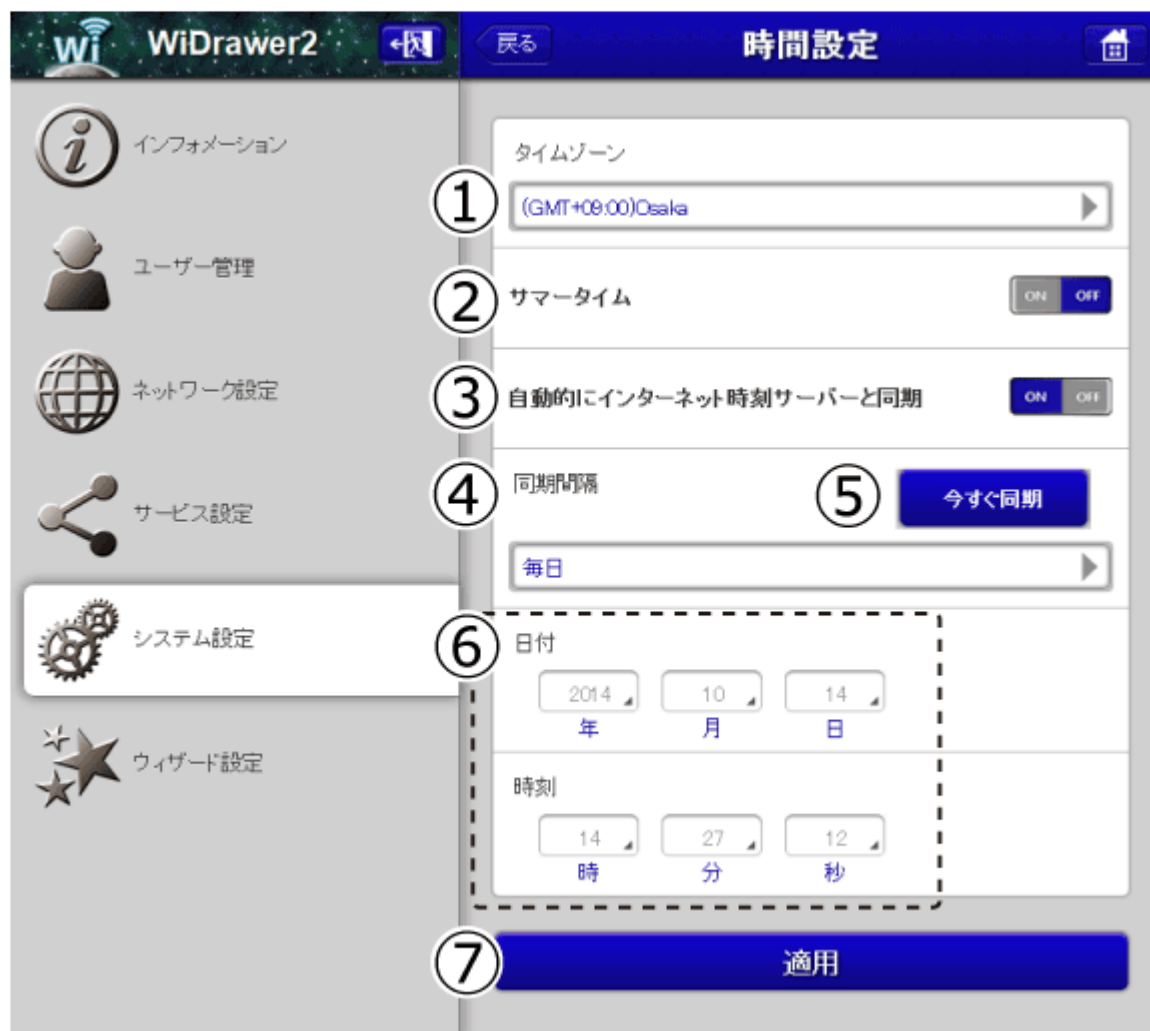 Wi WiDrawer2
戻る
時間設定
インフォメーション
ユーザー管理
ネットワーク設定
サービス設定
システム設定
ウィザード設定
タイムゾーン
① (GMT+09:00)Osaka
② サマータイム ON OFF
③ 自動的にインターネット時刻サーバーと同期 ON OFF
④ 同期間隔 ⑤ 今すぐ同期
毎日
⑥ 日付
2014 10 14
年 月 日
時刻
14 27 12
時 分 秒
⑦ 適用